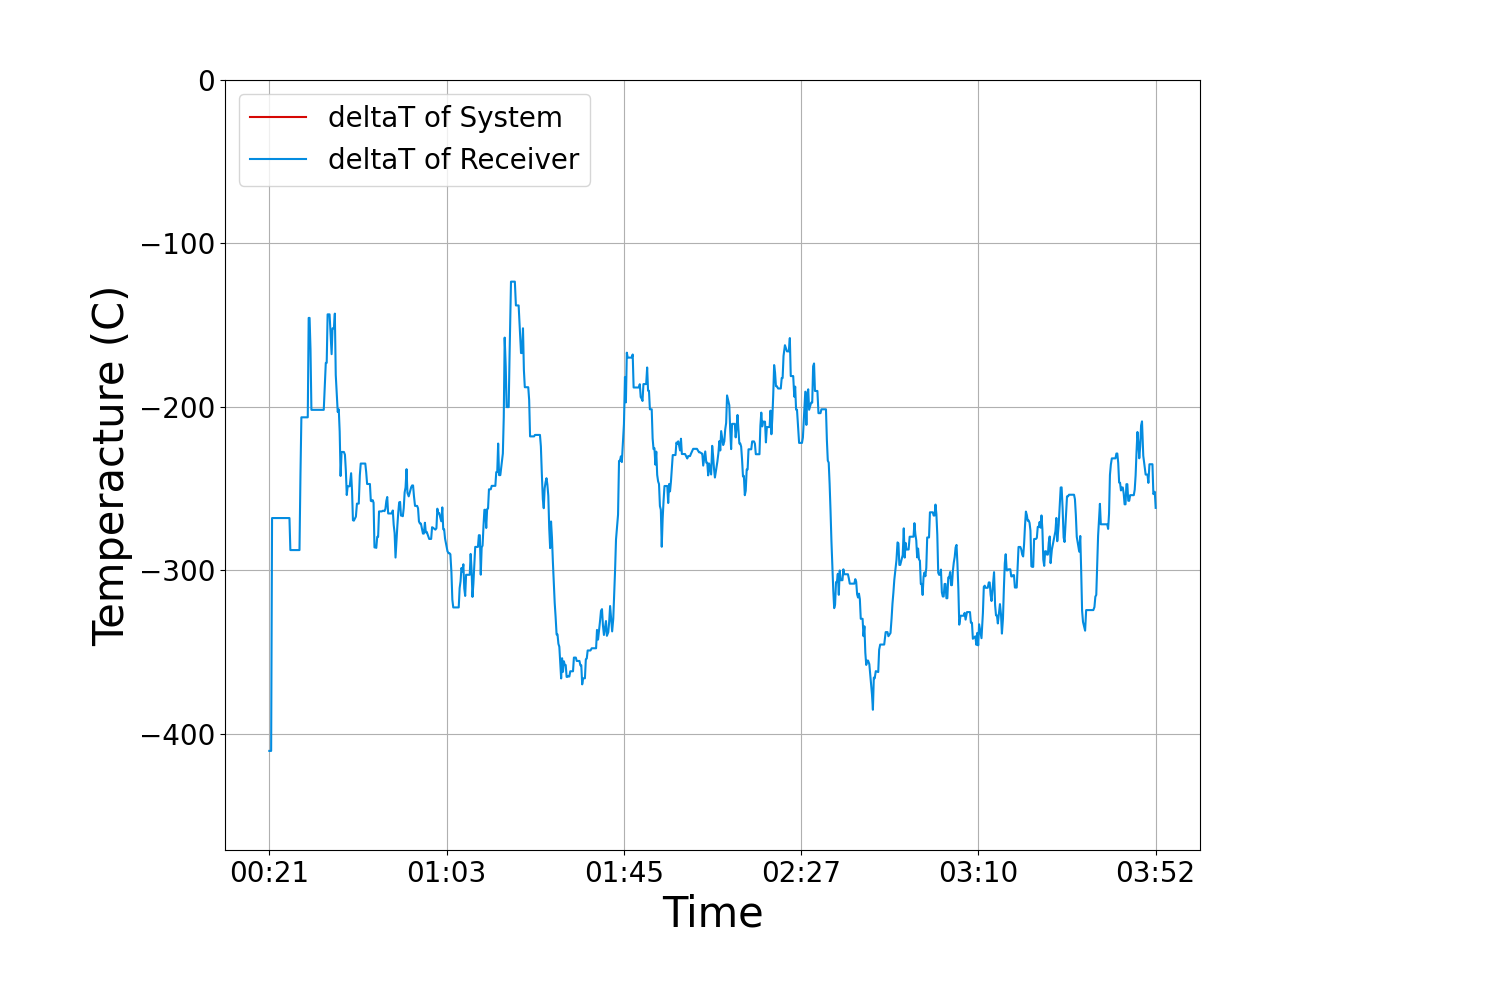 0
deltaT of System
deltaT of Receiver
−100
−200
−300
−400
Temperacture (C)
00:21 01:03 01:45 02:27 03:10 03:52
Time